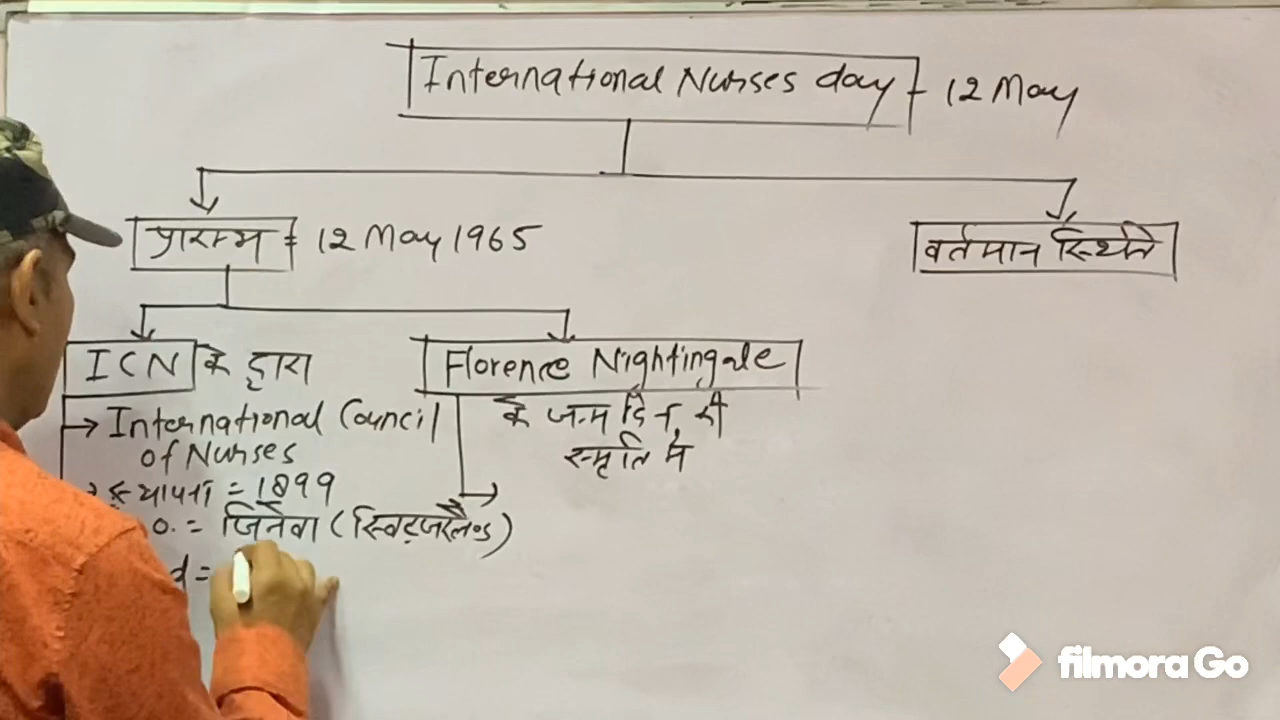 International Nurses day - 12 May
प्रारम्भ = 12 May 1965
वर्तमान स्थिति
ICN के द्वारा
Florence Nightingale
के जन्म दिन की
स्मृति में
→ International Council
of Nurses
स्थापना = 1899
o. = जिनेवा (स्विट्जरलैण्ड)
d =
filmora Go